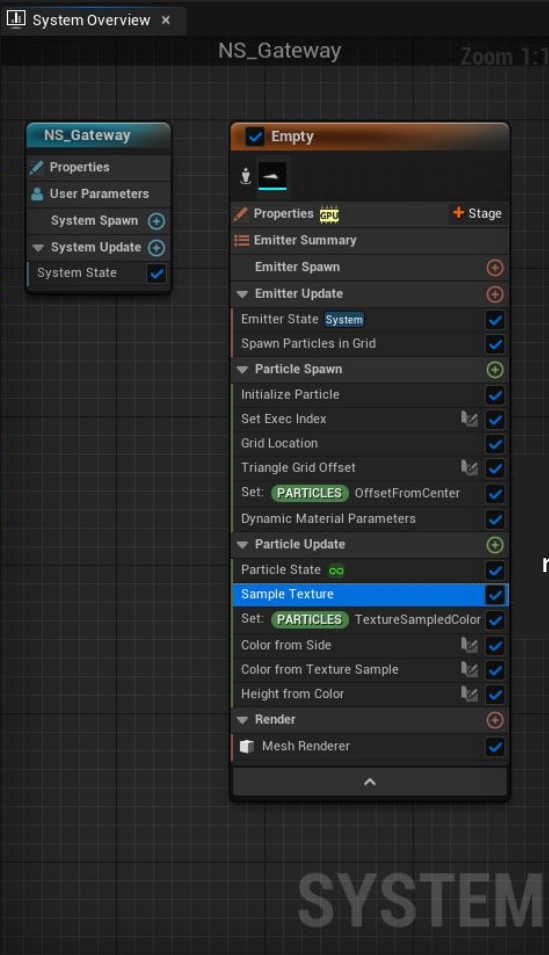 System Overview ×
NS_Gateway
Zoom 1:1
NS_Gateway
Properties
User Parameters
System Spawn
System Update
System State
Empty
Properties GPU + Stage
Emitter Summary
Emitter Spawn
Emitter Update
Emitter State System
Spawn Particles in Grid
Particle Spawn
Initialize Particle
Set Exec Index
Grid Location
Triangle Grid Offset
Set: PARTICLES OffsetFromCenter
Dynamic Material Parameters
Particle Update
Particle State ∞
Sample Texture
Set: PARTICLES TextureSampledColor
Color from Side
Color from Texture Sample
Height from Color
Render
Mesh Renderer
SYSTEM